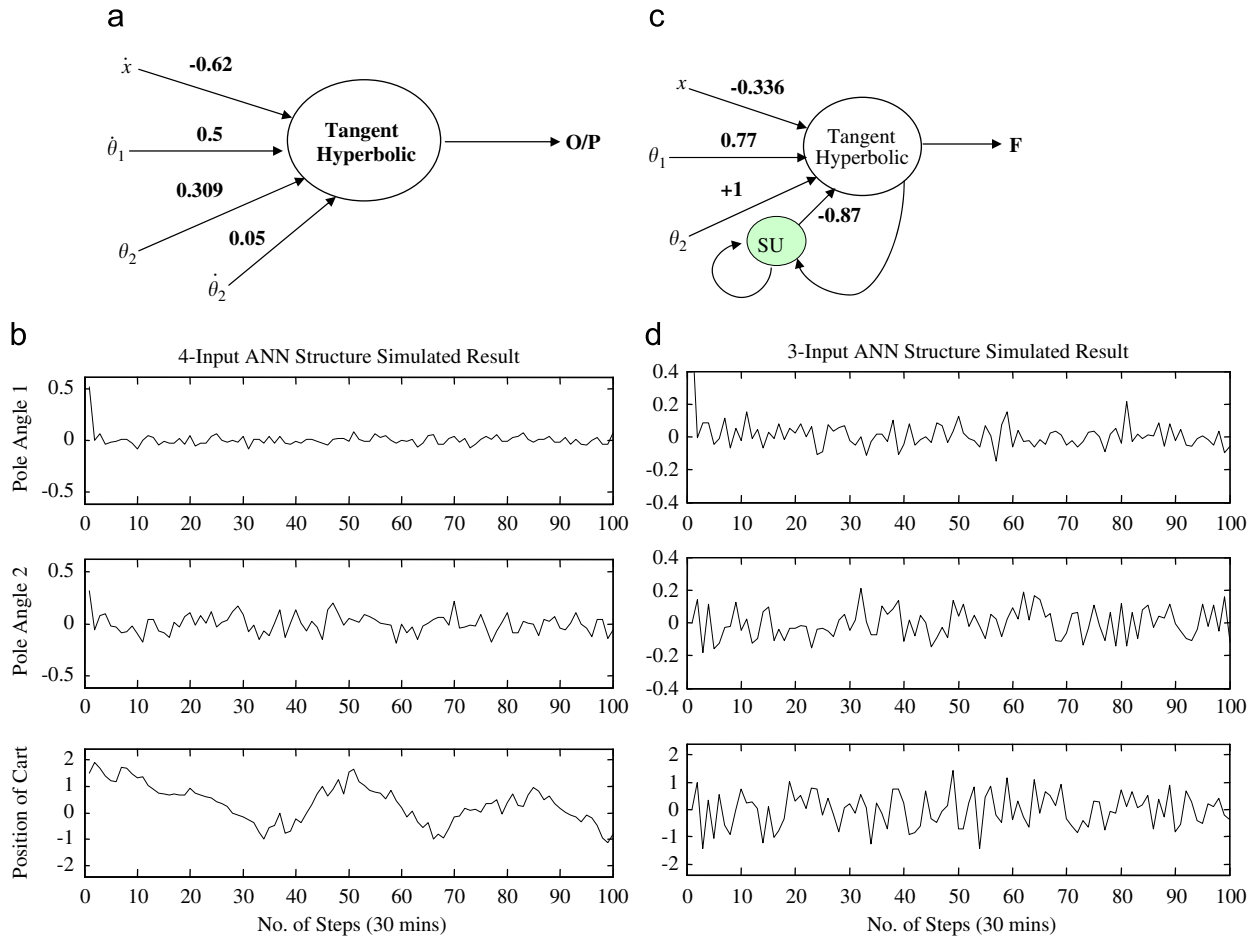 a
ẋ
-0.62
θ̇1
0.5
Tangent
Hyperbolic
O/P
0.309
θ2
0.05
θ̇2
c
x
-0.336
θ1
0.77
Tangent
Hyperbolic
F
+1
θ2
-0.87
SU
b
4-Input ANN Structure Simulated Result
Pole Angle 1
0.5
0
-0.5
0 10 20 30 40 50 60 70 80 90 100
Pole Angle 2
0.5
0
-0.5
0 10 20 30 40 50 60 70 80 90 100
Position of Cart
2
1
0
-1
-2
0 10 20 30 40 50 60 70 80 90 100
No. of Steps (30 mins)
d
3-Input ANN Structure Simulated Result
0.4
0.2
0
-0.2
-0.4
0 10 20 30 40 50 60 70 80 90 100
0.4
0.2
0
-0.2
-0.4
0 10 20 30 40 50 60 70 80 90 100
2
1
0
-1
-2
0 10 20 30 40 50 60 70 80 90 100
No. of Steps (30 mins)